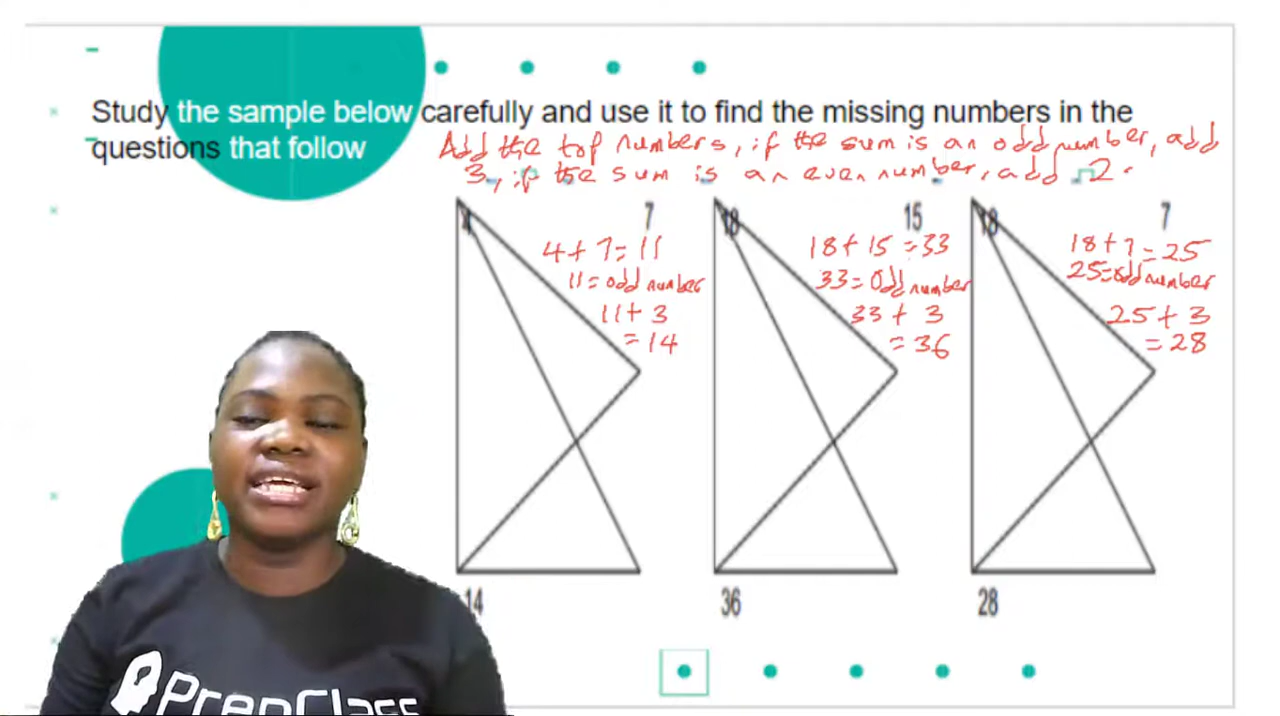 Study the sample below carefully and use it to find the missing numbers in the
questions that follow
Add the top numbers, if the sum is an odd number, add
3, if the sum is an even number, add 2.
4 7 18 15 18 7
4 + 7 = 11
11 = odd number
11 + 3
= 14
18 + 15 = 33
33 = Odd number
33 + 3
= 36
18 + 7 = 25
25 = odd number
25 + 3
= 28
14 36 28
PrepClass